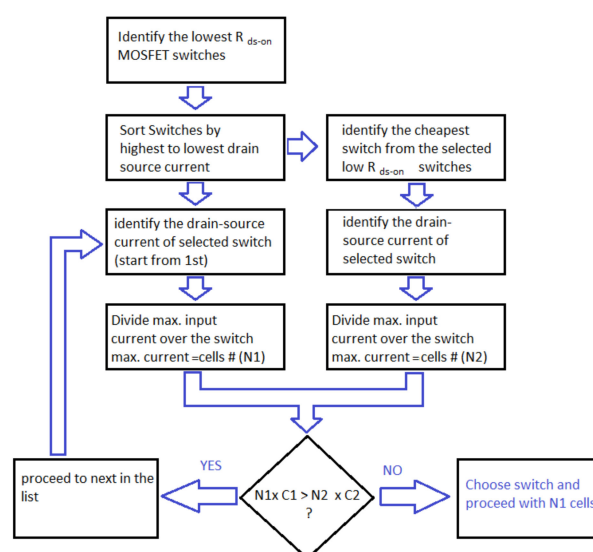 Identify the lowest R ds-on
MOSFET switches
Sort Switches by
highest to lowest drain
source current
identify the cheapest
switch from the selected
low R ds-on switches
identify the drain-source
current of selected switch
(start from 1st)
identify the drain-
source current of
selected switch
Divide max. input
current over the switch
max. current =cells # (N1)
Divide max. input
current over the switch
max. current=cells # (N2)
YES
NO
proceed to next in the
list
N1x C1 > N2 x C2
?
Choose switch and
proceed with N1 cells